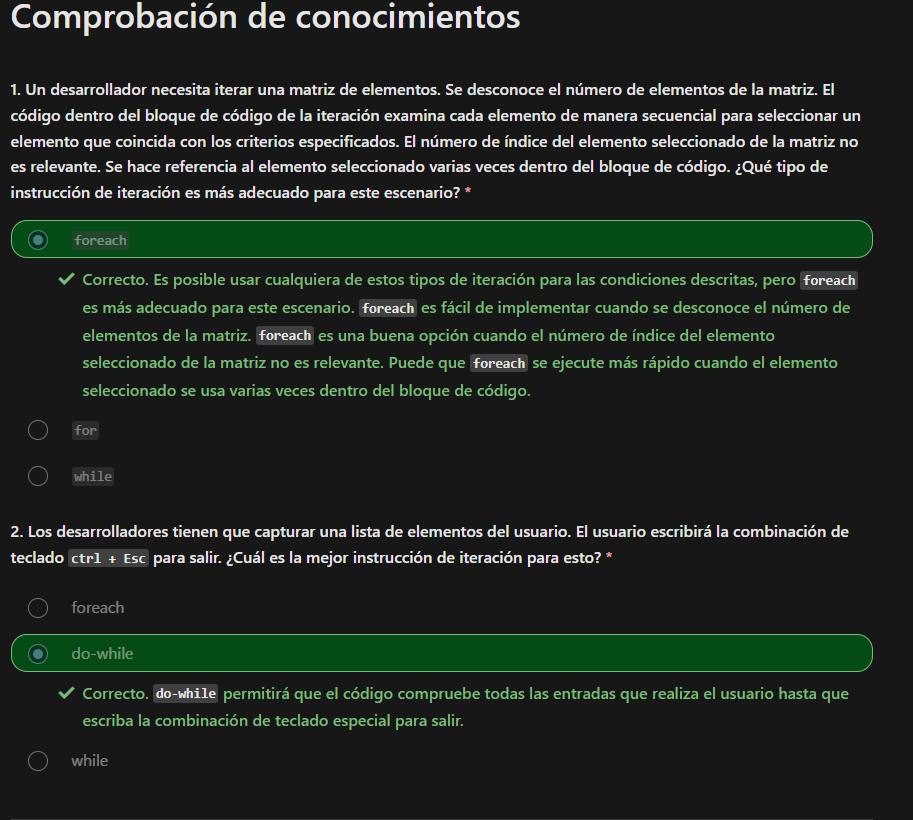 Comprobación de conocimientos
1. Un desarrollador necesita iterar una matriz de elementos. Se desconoce el número de elementos de la matriz. El
código dentro del bloque de código de la iteración examina cada elemento de manera secuencial para seleccionar un
elemento que coincida con los criterios especificados. El número de índice del elemento seleccionado de la matriz no
es relevante. Se hace referencia al elemento seleccionado varias veces dentro del bloque de código. ¿Qué tipo de
instrucción de iteración es más adecuado para este escenario? *
foreach
Correcto. Es posible usar cualquiera de estos tipos de iteración para las condiciones descritas, pero foreach
es más adecuado para este escenario. foreach es fácil de implementar cuando se desconoce el número de
elementos de la matriz. foreach es una buena opción cuando el número de índice del elemento
seleccionado de la matriz no es relevante. Puede que foreach se ejecute más rápido cuando el elemento
seleccionado se usa varias veces dentro del bloque de código.
for
while
2. Los desarrolladores tienen que capturar una lista de elementos del usuario. El usuario escribirá la combinación de
teclado ctrl + Esc para salir. ¿Cuál es la mejor instrucción de iteración para esto? *
foreach
do-while
Correcto. do-while permitirá que el código compruebe todas las entradas que realiza el usuario hasta que
escriba la combinación de teclado especial para salir.
while